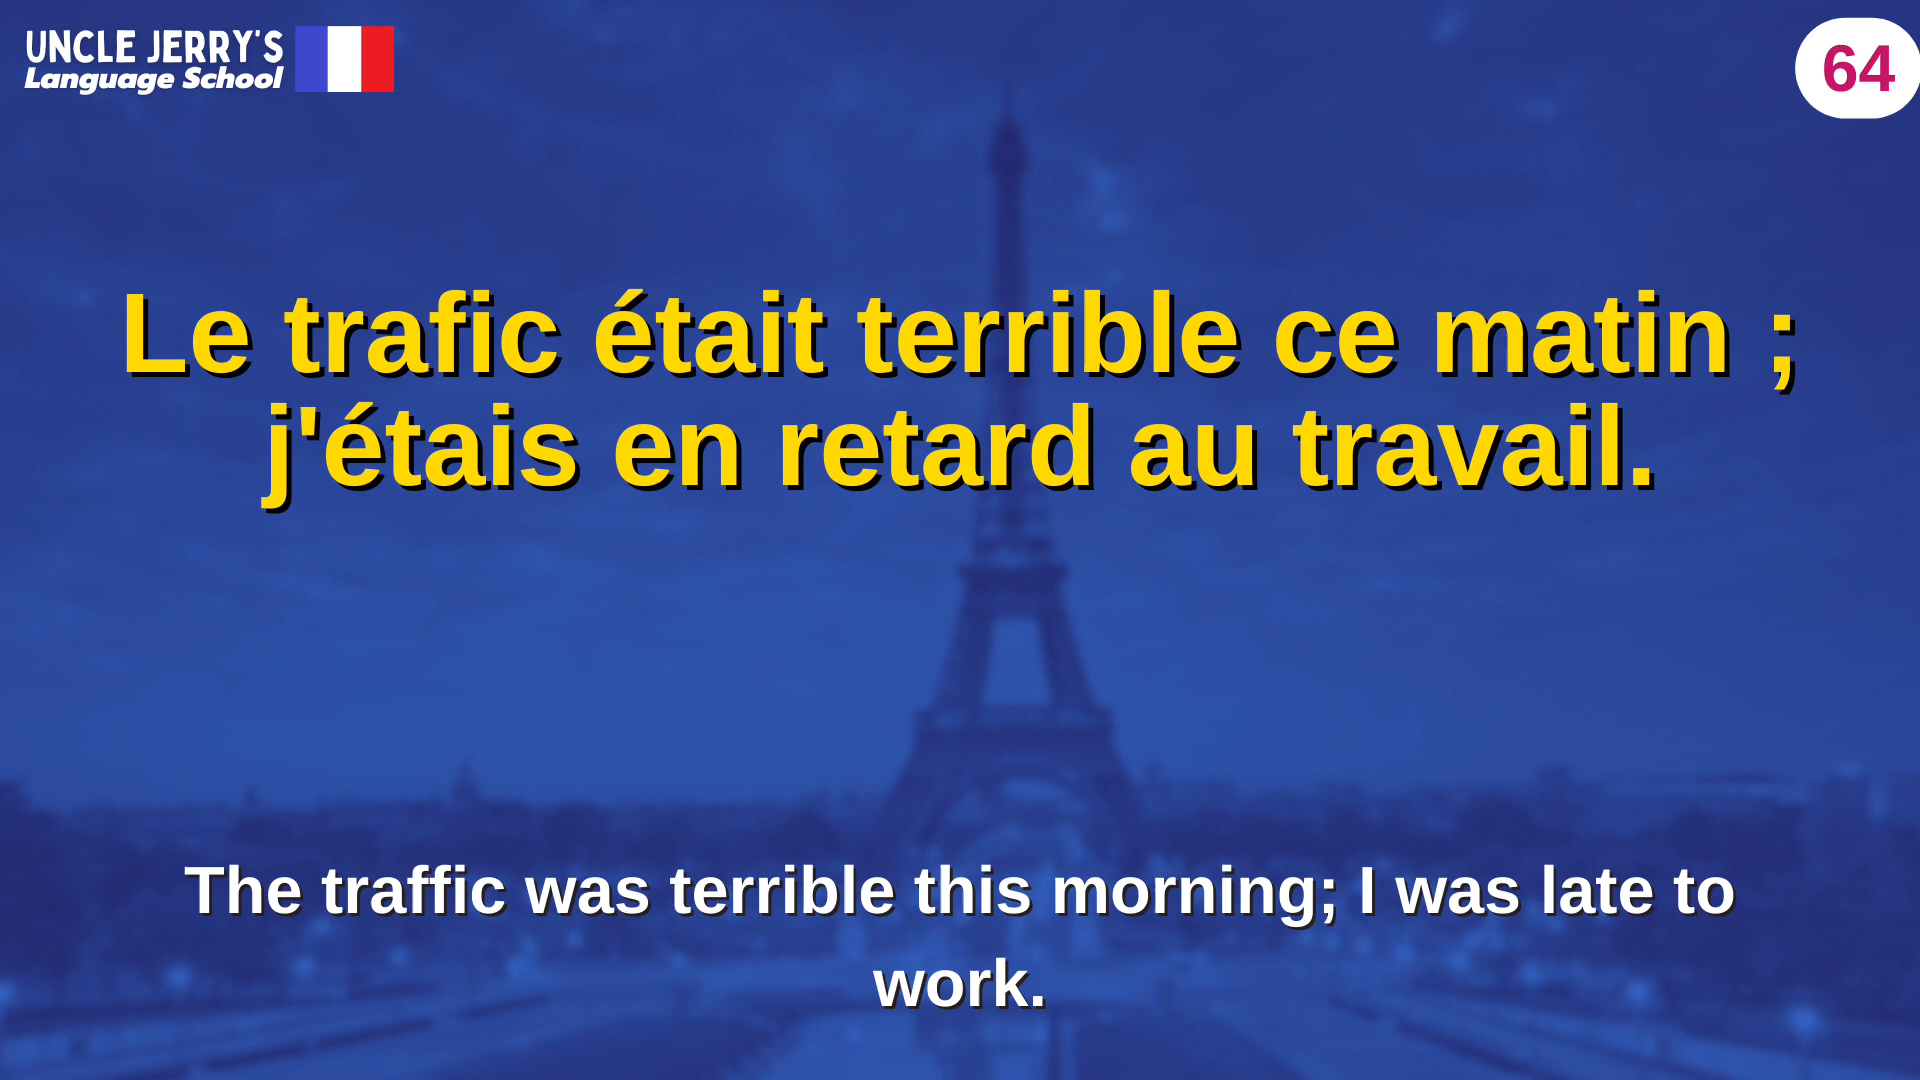 UNCLE JERRY'S
Language School
64
Le trafic était terrible ce matin ;
j'étais en retard au travail.
The traffic was terrible this morning; I was late to
work.